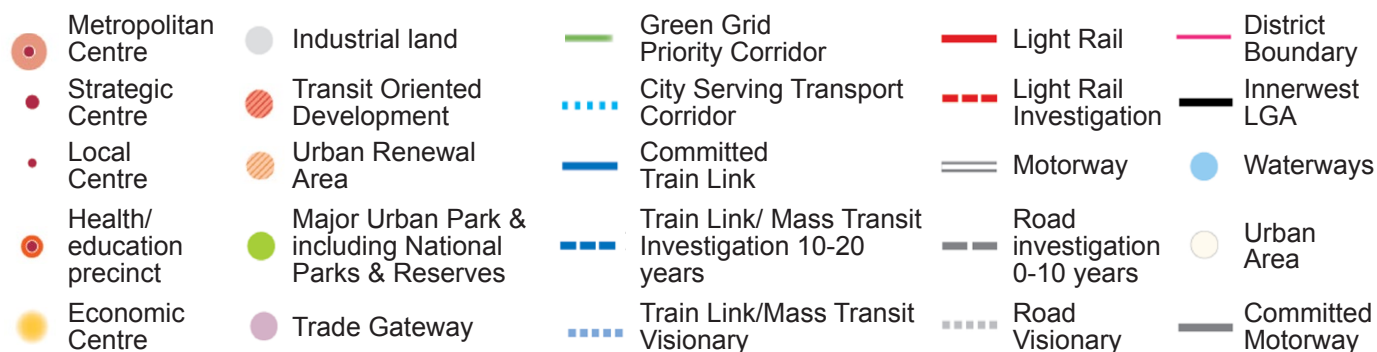 Metropolitan
Centre
Strategic
Centre
Local
Centre
Health/
education
precinct
Economic
Centre
Industrial land
Transit Oriented
Development
Urban Renewal
Area
Major Urban Park &
including National
Parks & Reserves
Trade Gateway
Green Grid
Priority Corridor
City Serving Transport
Corridor
Committed
Train Link
Train Link/ Mass Transit
Investigation 10-20
years
Train Link/Mass Transit
Visionary
Light Rail
Light Rail
Investigation
Motorway
Road
investigation
0-10 years
Road
Visionary
District
Boundary
Innerwest
LGA
Waterways
Urban
Area
Committed
Motorway